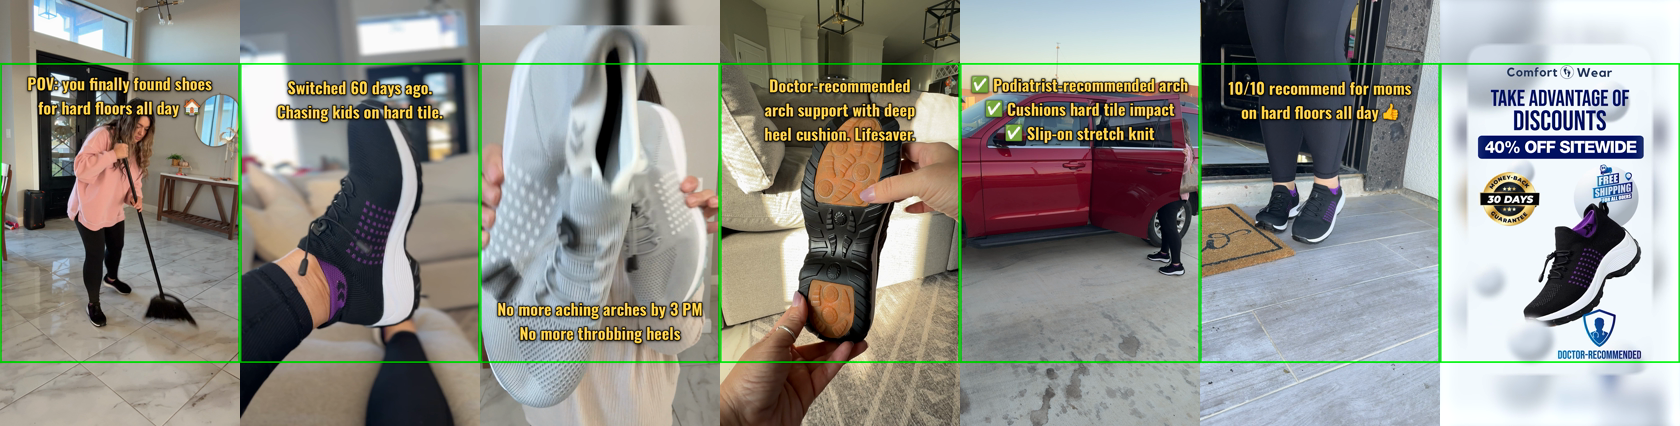 POV: you finally found shoes
for hard floors all day 🏠
Switched 60 days ago.
Chasing kids on hard tile.
No more aching arches by 3 PM
No more throbbing heels
Doctor-recommended
arch support with deep
heel cushion. Lifesaver.
✅ Podiatrist-recommended arch
✅ Cushions hard tile impact
✅ Slip-on stretch knit
10/10 recommend for moms
on hard floors all day 👍
Comfort Wear
TAKE ADVANTAGE OF
DISCOUNTS
40% OFF SITEWIDE
MONEY-BACK
30 DAYS
GUARANTEE
FREE
SHIPPING
FOR ALL ORDERS
DOCTOR-RECOMMENDED